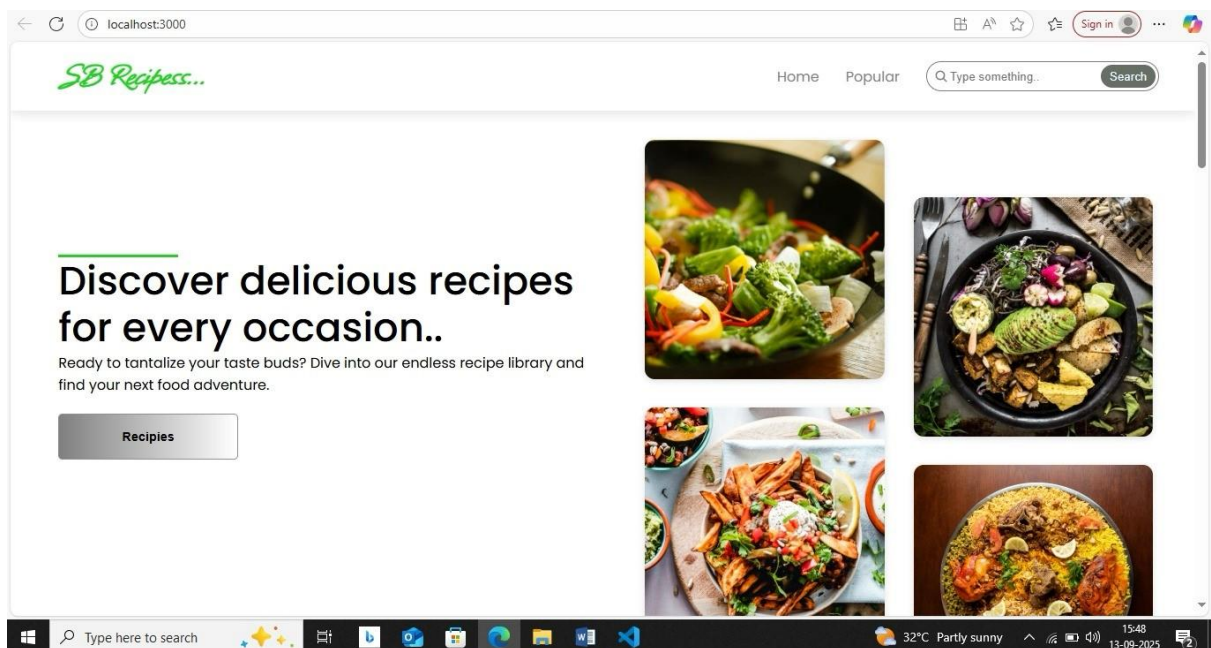 localhost:3000
Sign in
SB Recipess...
Home Popular Type something.. Search
Discover delicious recipes
for every occasion..
Ready to tantalize your taste buds? Dive into our endless recipe library and
find your next food adventure.
Recipies
Type here to search
32°C Partly sunny
15:48
13-09-2025